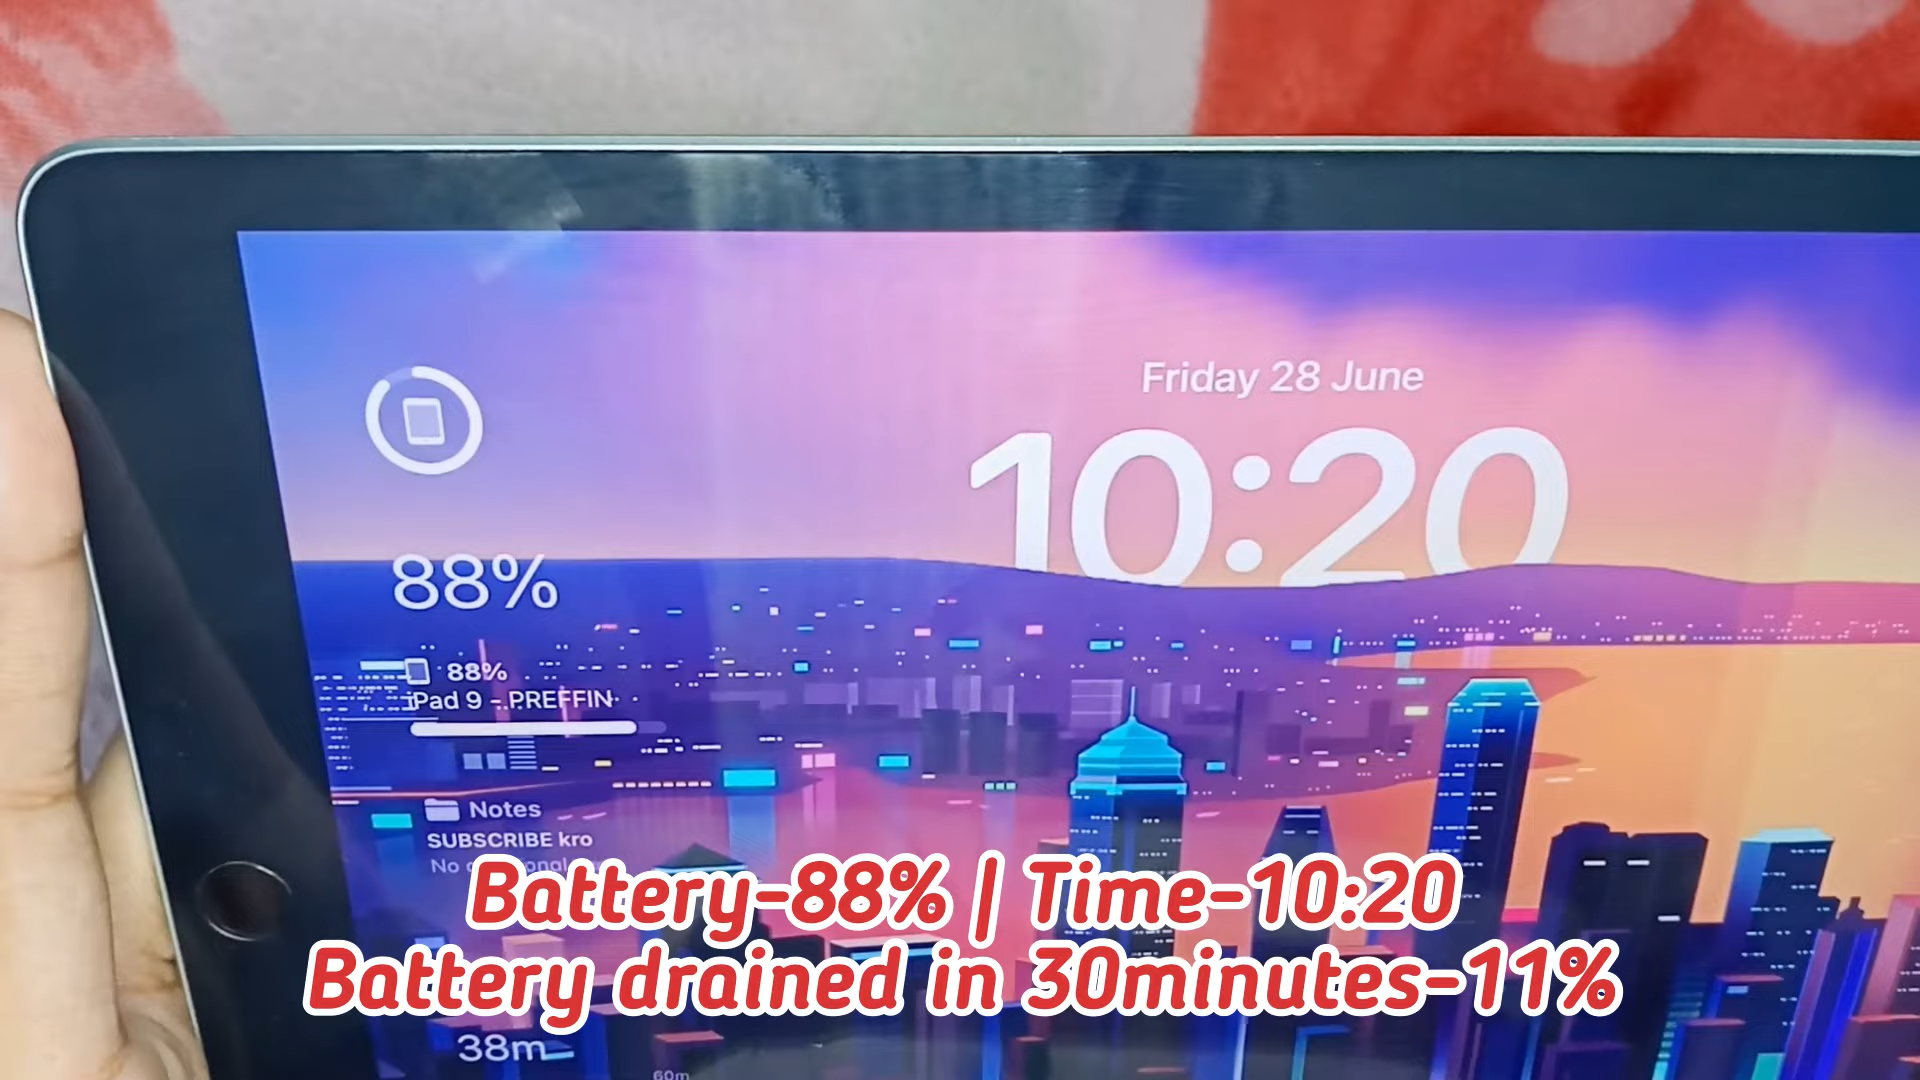 Friday 28 June
10:20
88%
88%
iPad 9 - PREFFIN
Notes
SUBSCRIBE kro
Battery-88% | Time-10:20
Battery drained in 30minutes-11%
38m
60m